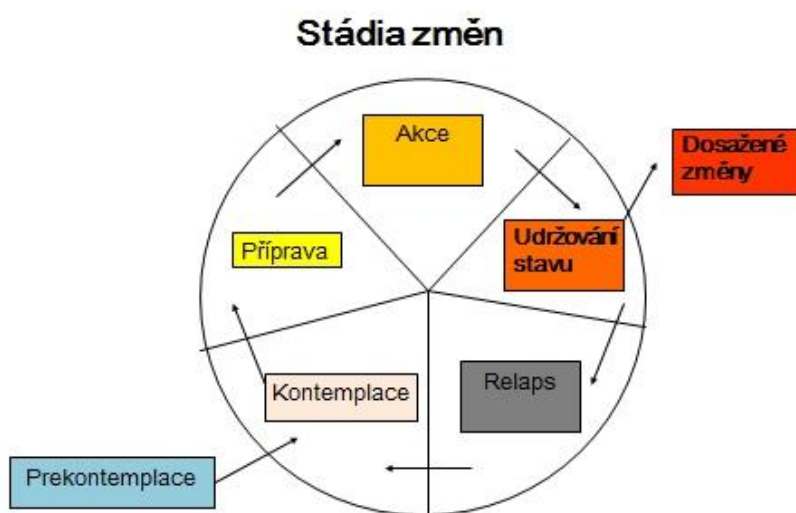 Stádia změn
Akce
Dosažené
změny
Příprava
Udržování
stavu
Kontemplace
Relaps
Prekontemplace